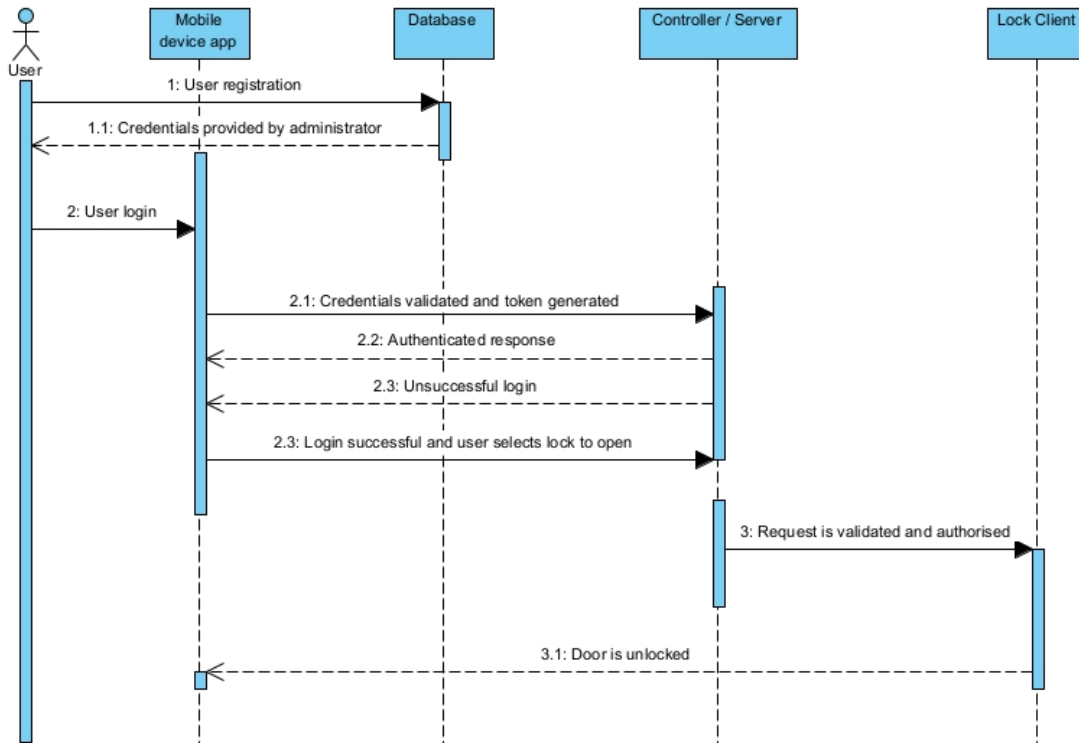 Mobile
device app
Database
Controller / Server
Lock Client
User
1: User registration
1.1: Credentials provided by administrator
2: User login
2.1: Credentials validated and token generated
2.2: Authenticated response
2.3: Unsuccessful login
2.3: Login successful and user selects lock to open
3: Request is validated and authorised
3.1: Door is unlocked